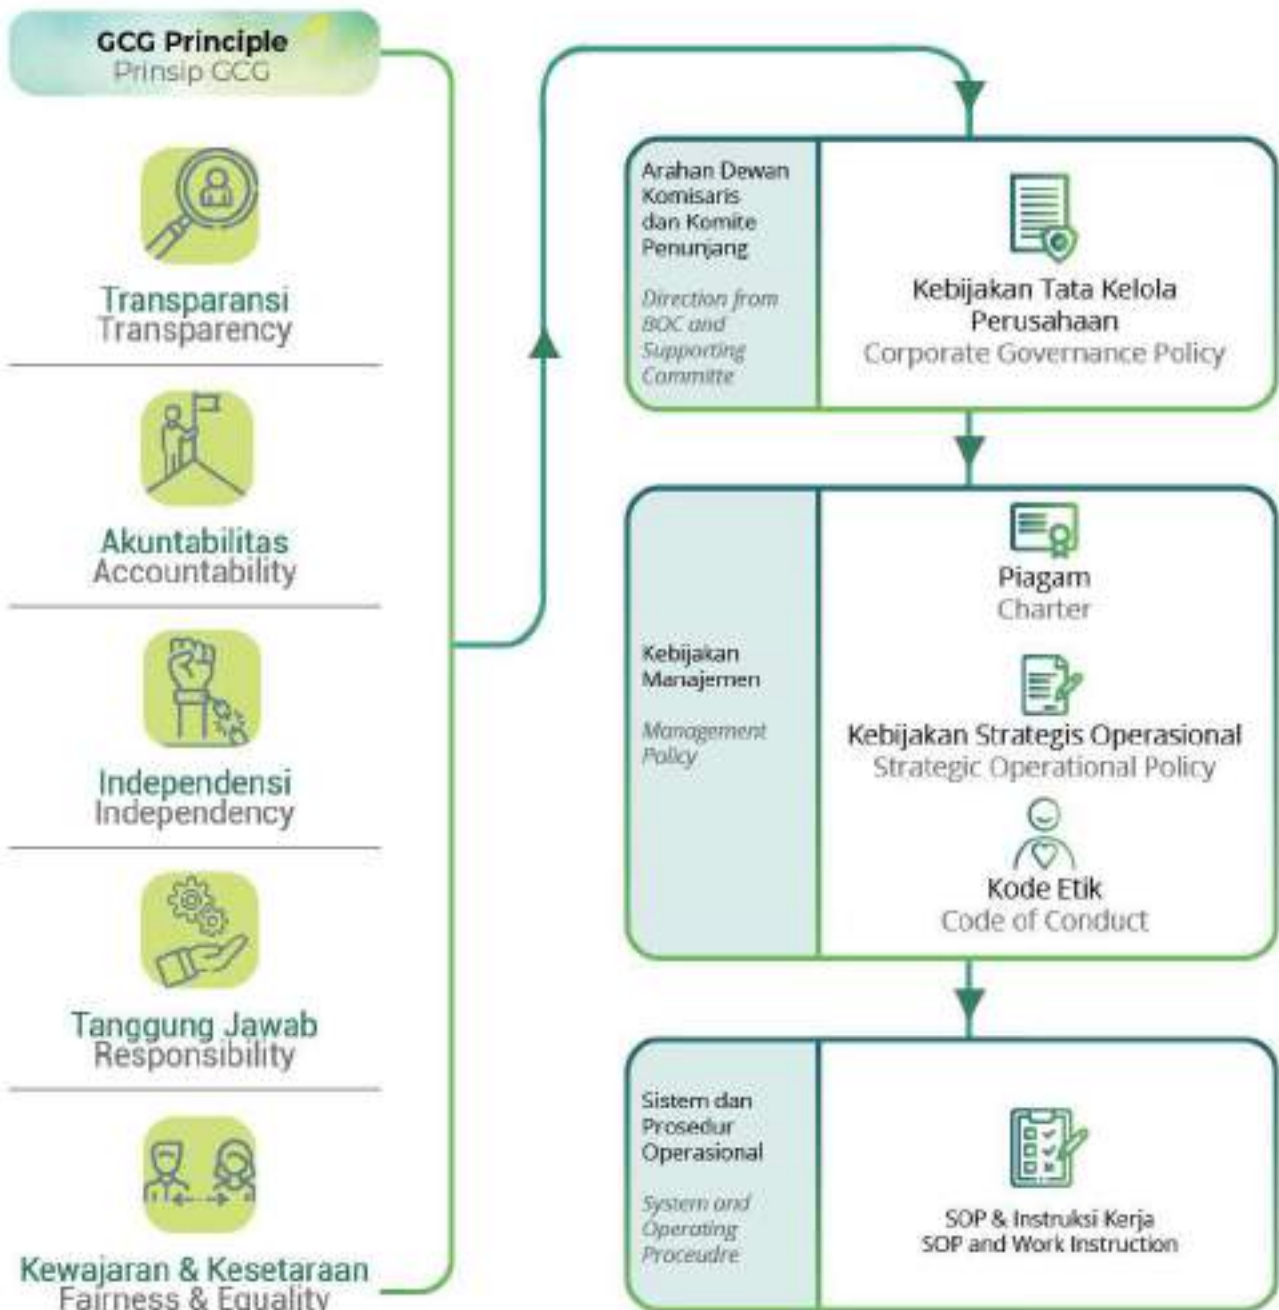 GCG Principle
Prinsip GCG
Transparansi
Transparency
Akuntabilitas
Accountability
Independensi
Independency
Tanggung Jawab
Responsibility
Kewajaran & Kesetaraan
Fairness & Equality
Arahan Dewan
Komisaris
dan Komite
Penunjang
Direction from
BOC and
Supporting
Committe
Kebijakan Tata Kelola
Perusahaan
Corporate Governance Policy
Kebijakan
Manajemen
Management
Policy
Piagam
Charter
Kebijakan Strategis Operasional
Strategic Operational Policy
Kode Etik
Code of Conduct
Sistem dan
Prosedur
Operasional
System and
Operating
Proceudre
SOP & Instruksi Kerja
SOP and Work Instruction